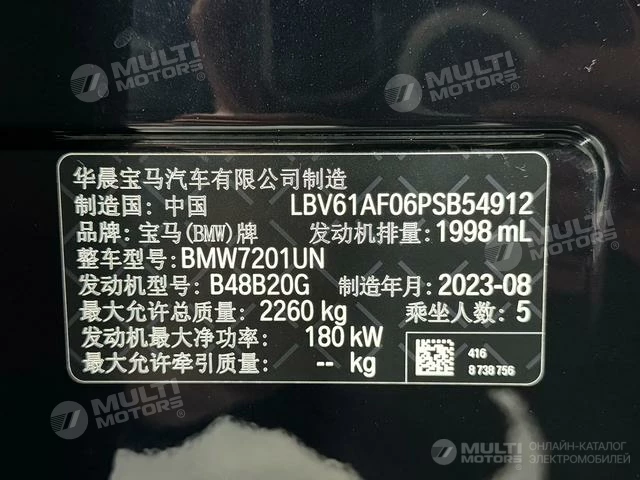 MULTI MOTORS
MULTI MOTORS
华晨宝马汽车有限公司制造
制造国: 中国 LBV61AF06PSB54912
品牌: 宝马(BMW)牌 发动机排量: 1998 mL
整车型号: BMW7201UN
发动机型号: B48B20G 制造年月: 2023-08
最大允许总质量: 2260 kg 乘坐人数: 5
发动机最大净功率: 180 kW
最大允许牵引质量: -- kg
416
8 738 756
MULTI MOTORS
MULTI MOTORS
MULTI MOTORS
ОНЛАЙН-КАТАЛОГ
ЭЛЕКТРОМОБИЛЕЙ